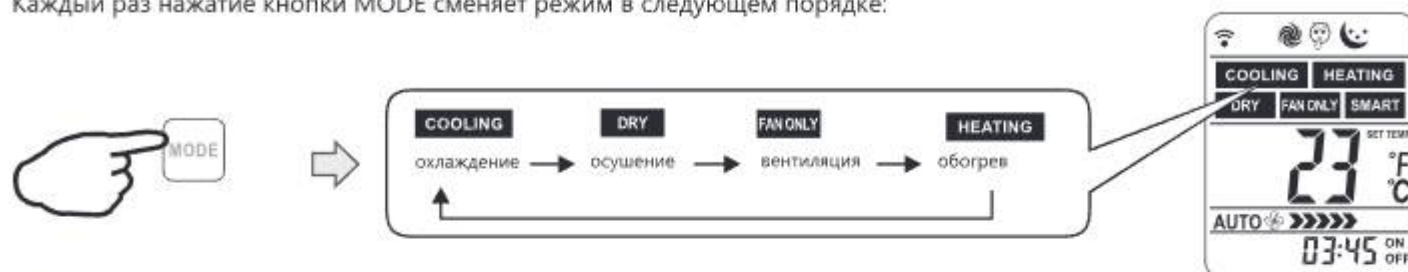 Каждый раз нажатие кнопки MODE сменяет режим в следующем порядке:
MODE
COOLING DRY FAN ONLY HEATING
охлаждение осушение вентиляция обогрев
COOLING HEATING
DRY FAN ONLY SMART
SET TEMP
23 °F
°C
AUTO
03:45 ON
OFF